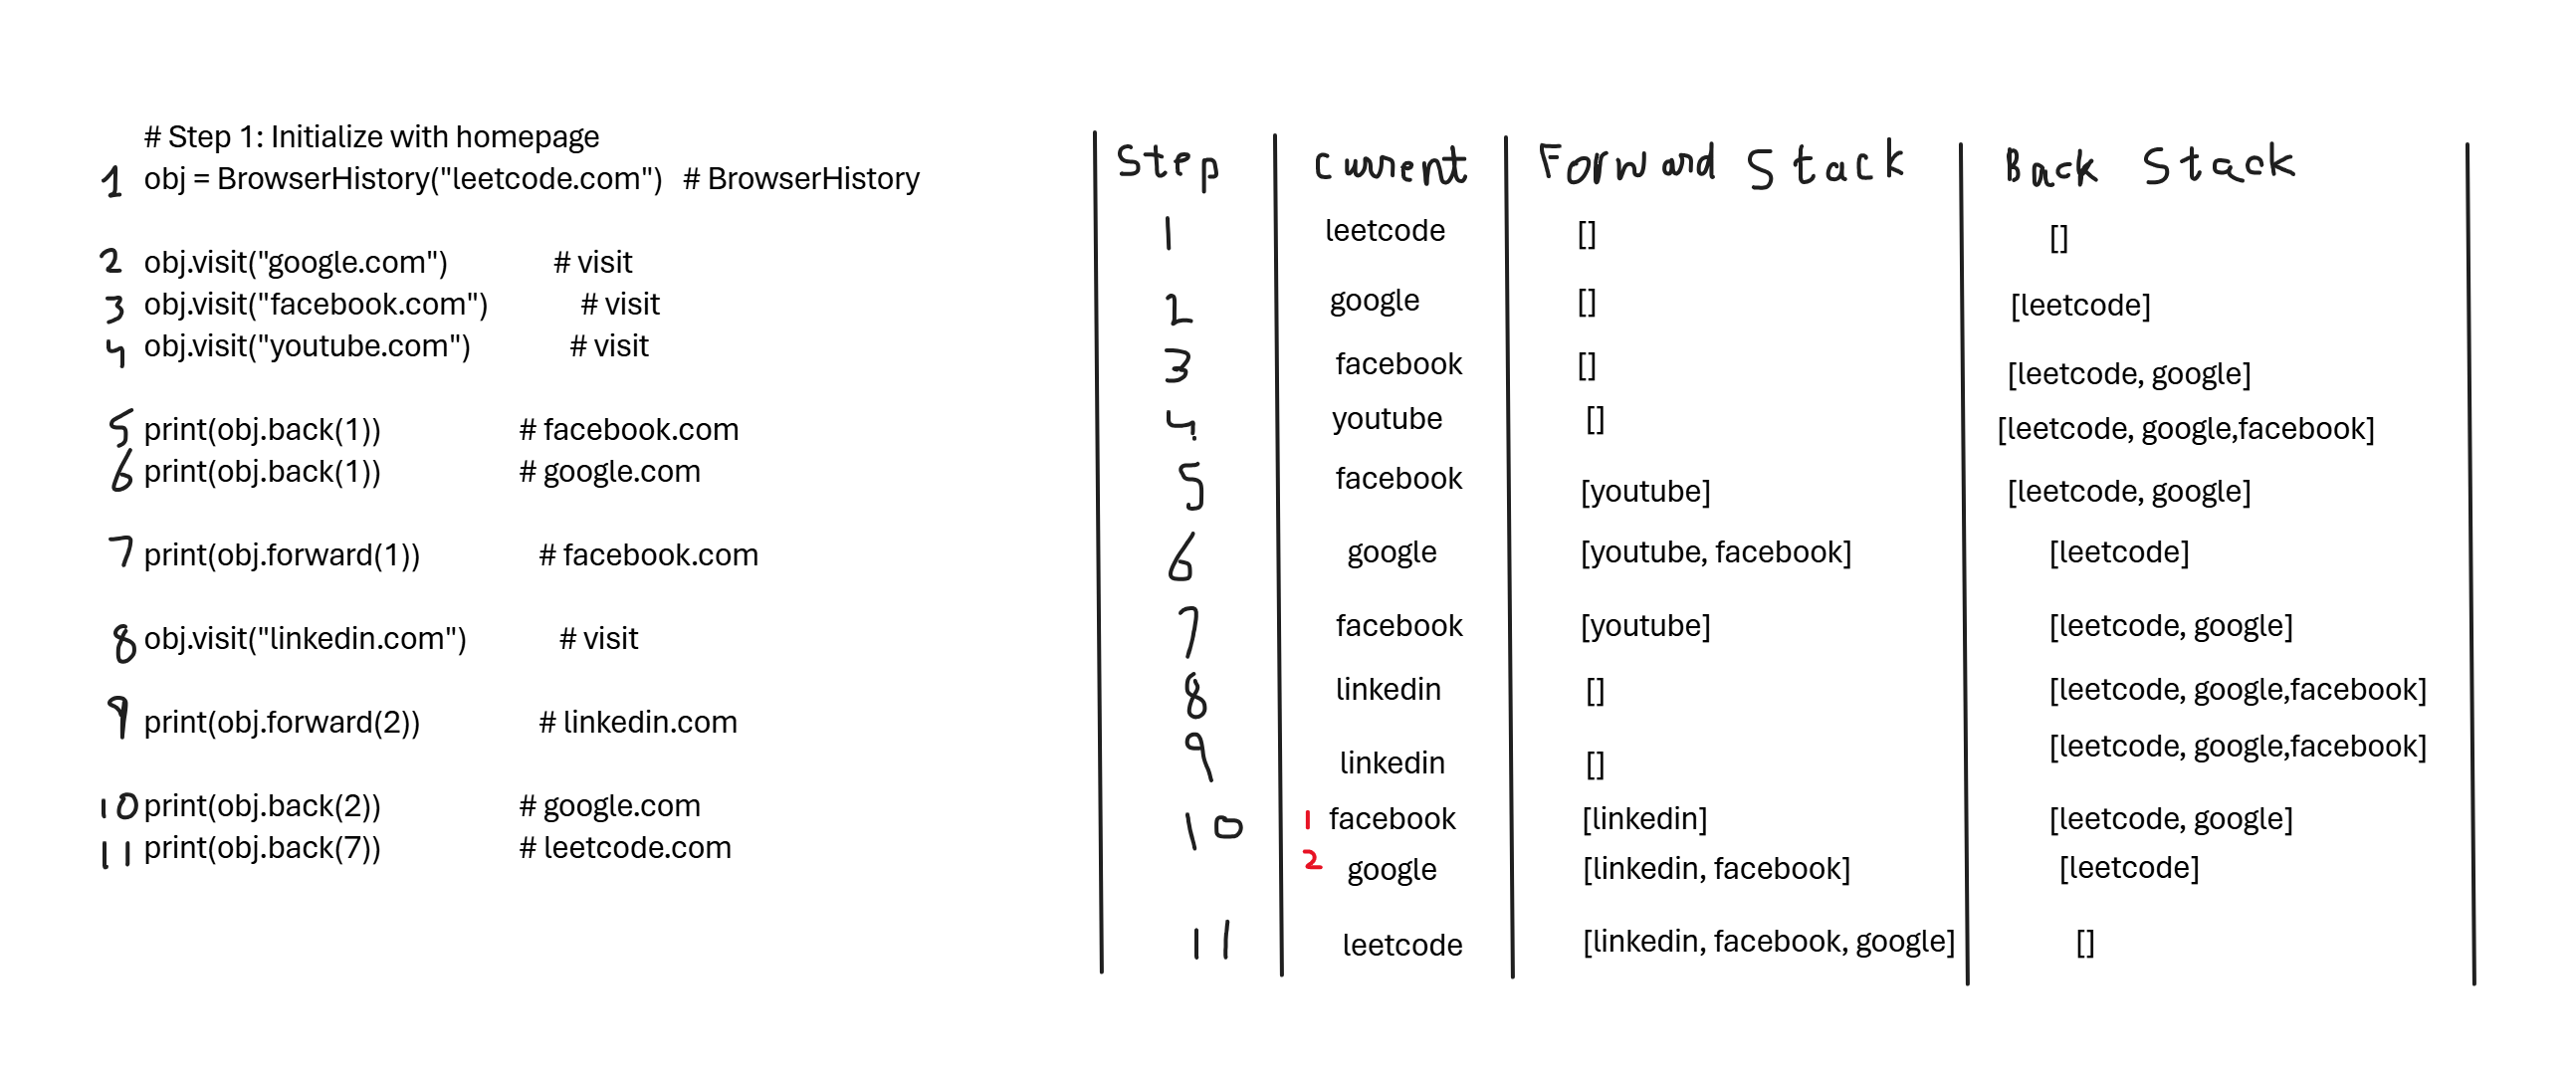 # Step 1: Initialize with homepage
1 obj = BrowserHistory("leetcode.com") # BrowserHistory
2 obj.visit("google.com") # visit
3 obj.visit("facebook.com") # visit
4 obj.visit("youtube.com") # visit
5 print(obj.back(1)) # facebook.com
6 print(obj.back(1)) # google.com
7 print(obj.forward(1)) # facebook.com
8 obj.visit("linkedin.com") # visit
9 print(obj.forward(2)) # linkedin.com
10 print(obj.back(2)) # google.com
11 print(obj.back(7)) # leetcode.com
Step Current Forward Stack Back Stack
1 leetcode [] []
2 google [] [leetcode]
3 facebook [] [leetcode, google]
4 youtube [] [leetcode, google,facebook]
5 facebook [youtube] [leetcode, google]
6 google [youtube, facebook] [leetcode]
7 facebook [youtube] [leetcode, google]
8 linkedin [] [leetcode, google,facebook]
9 linkedin [] [leetcode, google,facebook]
10 1 facebook [linkedin] [leetcode, google]
2 google [linkedin, facebook] [leetcode]
11 leetcode [linkedin, facebook, google] []